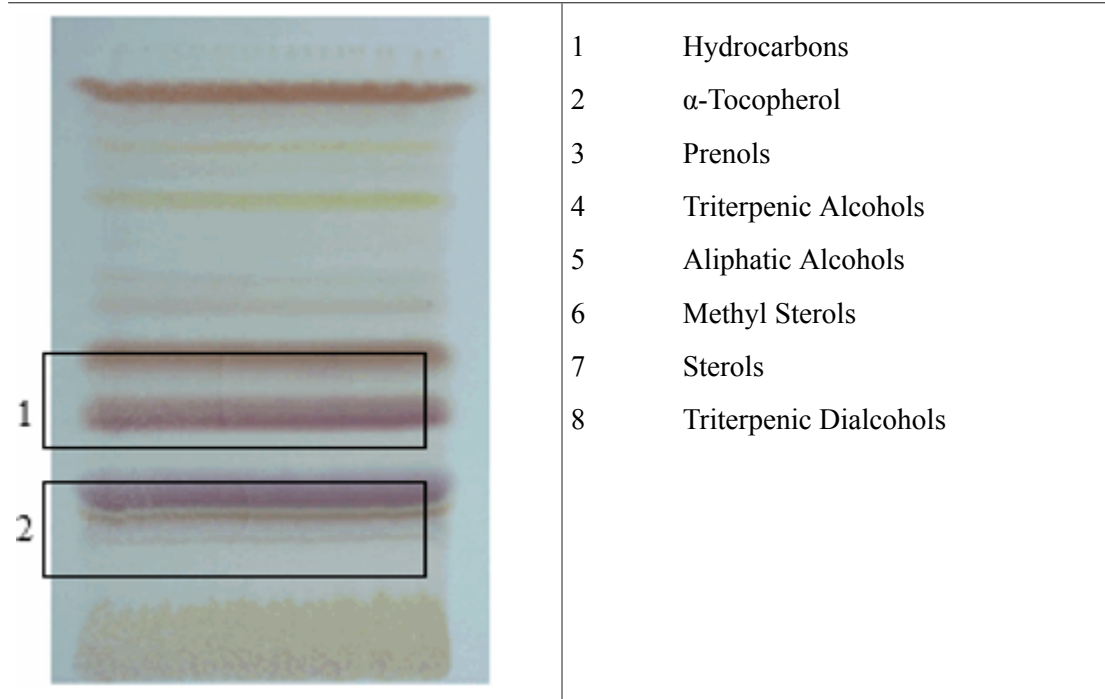 1 Hydrocarbons
2 α-Tocopherol
3 Prenols
4 Triterpenic Alcohols
5 Aliphatic Alcohols
6 Methyl Sterols
7 Sterols
8 Triterpenic Dialcohols
1
2